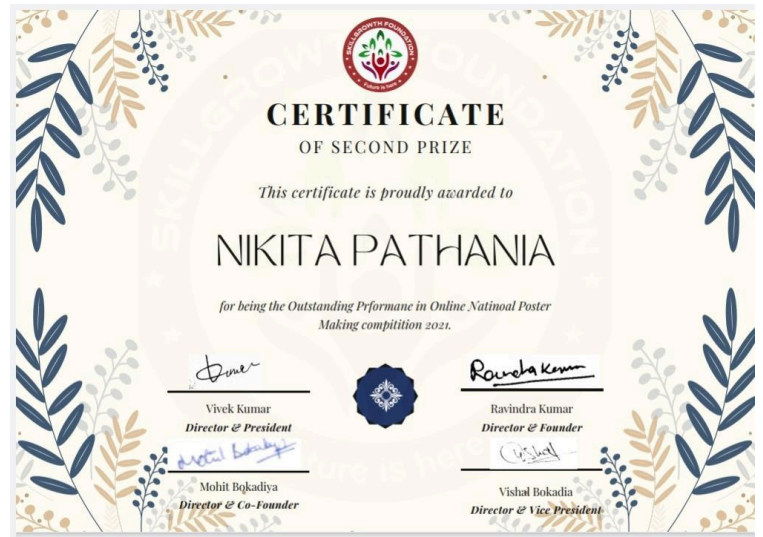 SKILLGROWTH FOUNDATION
Future is here
CERTIFICATE
OF SECOND PRIZE
This certificate is proudly awarded to
NIKITA PATHANIA
for being the Outstanding Prformane in Online Natinoal Poster
Making compitition 2021.
Vivek Kumar
Director & President
Ravindra Kumar
Director & Founder
Mohit Bokadiya
Director & Co-Founder
Vishal Bokadia
Director & Vice President